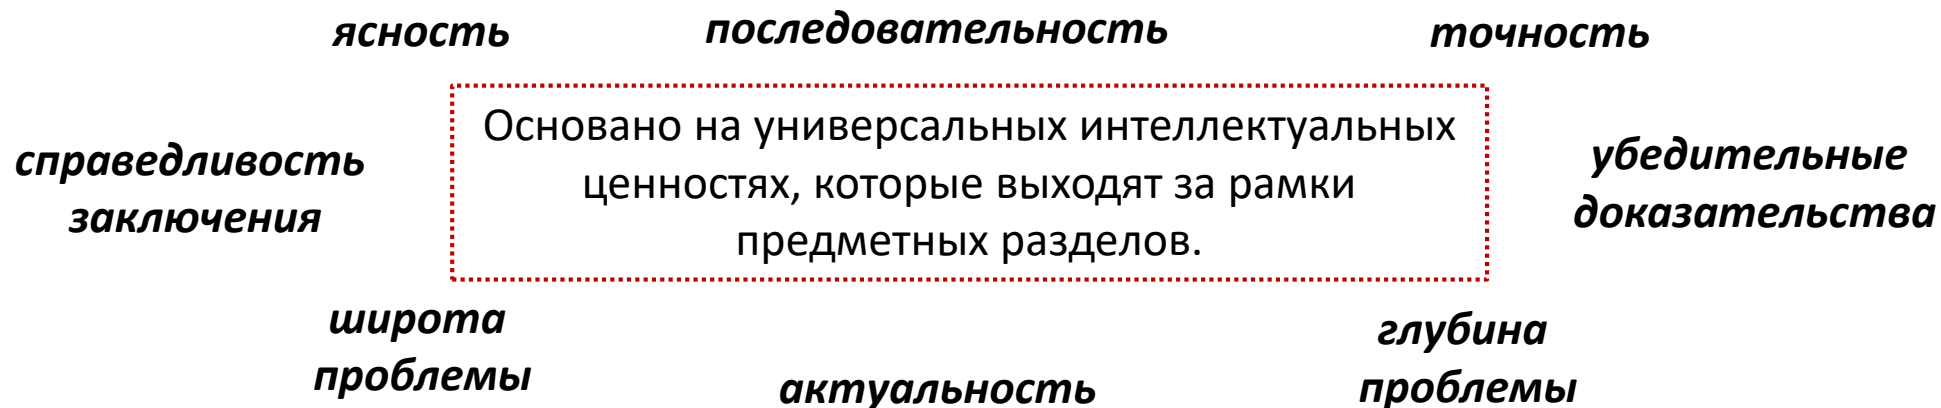 ясность
последовательность
точность
Основано на универсальных интеллектуальных
ценностях, которые выходят за рамки
предметных разделов.
справедливость
заключения
убедительные
доказательства
широта
проблемы
актуальность
глубина
проблемы